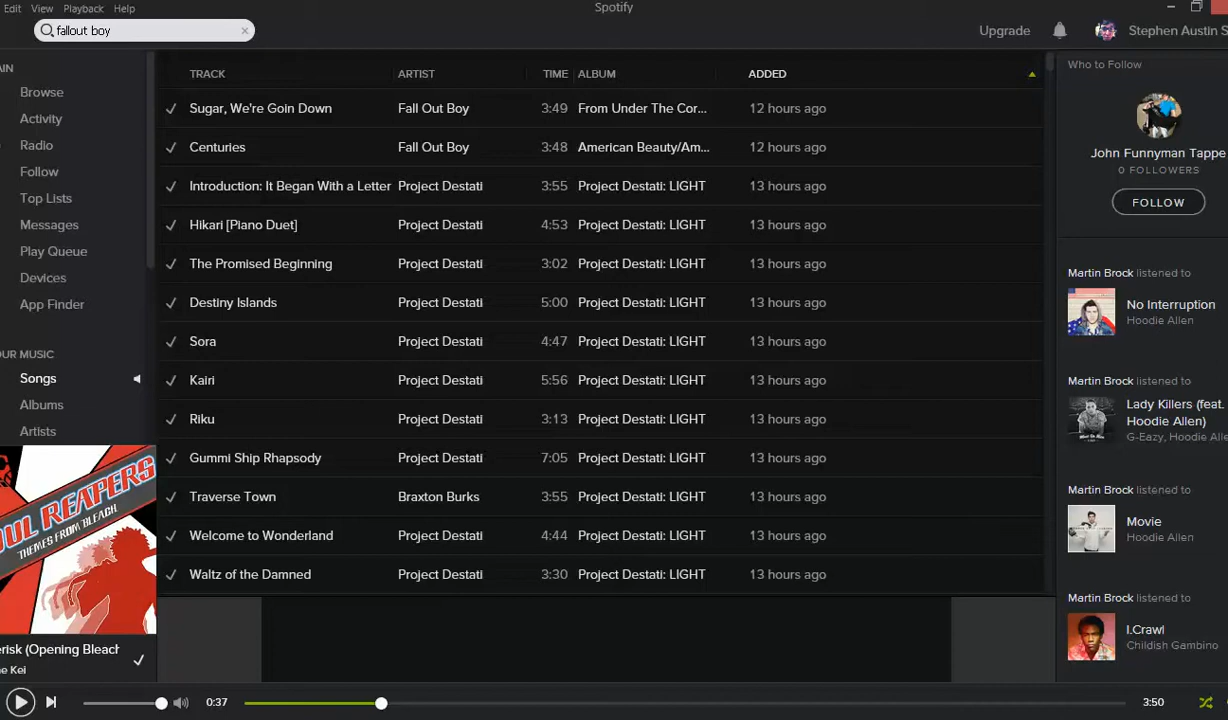 Edit View Playback Help
Spotify
fallout boy
Upgrade
Stephen Austin S
AIN
Browse
Activity
Radio
Follow
Top Lists
Messages
Play Queue
Devices
App Finder
OUR MUSIC
Songs
Albums
Artists
OUL REAPERS
THEMES FROM BLEACH
erisk (Opening Bleach
ne Kei
TRACK ARTIST TIME ALBUM ADDED
Sugar, We're Goin Down Fall Out Boy 3:49 From Under The Cor... 12 hours ago
Centuries Fall Out Boy 3:48 American Beauty/Am... 12 hours ago
Introduction: It Began With a Letter Project Destati 3:55 Project Destati: LIGHT 13 hours ago
Hikari [Piano Duet] Project Destati 4:53 Project Destati: LIGHT 13 hours ago
The Promised Beginning Project Destati 3:02 Project Destati: LIGHT 13 hours ago
Destiny Islands Project Destati 5:00 Project Destati: LIGHT 13 hours ago
Sora Project Destati 4:47 Project Destati: LIGHT 13 hours ago
Kairi Project Destati 5:56 Project Destati: LIGHT 13 hours ago
Riku Project Destati 3:13 Project Destati: LIGHT 13 hours ago
Gummi Ship Rhapsody Project Destati 7:05 Project Destati: LIGHT 13 hours ago
Traverse Town Braxton Burks 3:55 Project Destati: LIGHT 13 hours ago
Welcome to Wonderland Project Destati 4:44 Project Destati: LIGHT 13 hours ago
Waltz of the Damned Project Destati 3:30 Project Destati: LIGHT 13 hours ago
Who to Follow
John Funnyman Tappe
0 FOLLOWERS
FOLLOW
Martin Brock listened to
No Interruption
Hoodie Allen
Martin Brock listened to
Lady Killers (feat.
Hoodie Allen)
G-Eazy, Hoodie Alle
Martin Brock listened to
Movie
Hoodie Allen
Martin Brock listened to
I.Crawl
Childish Gambino
0:37
3:50